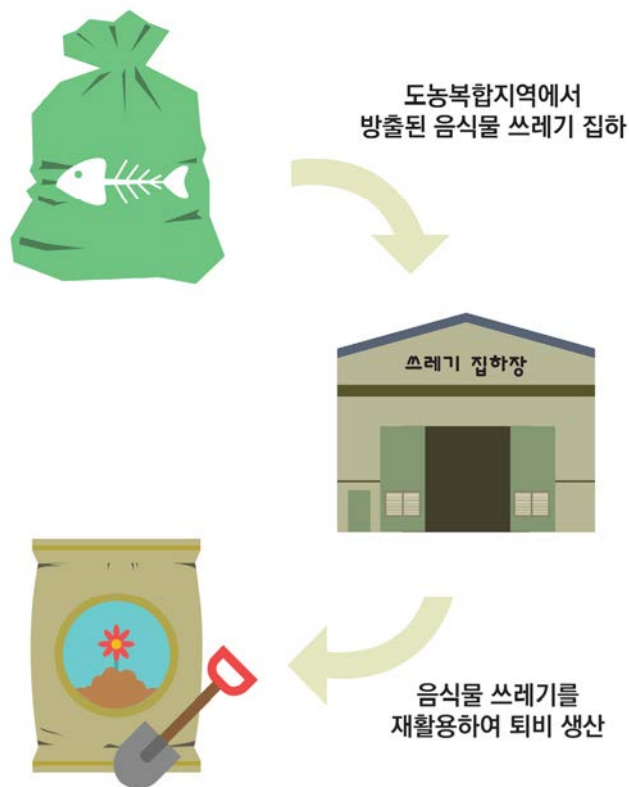 도농복합지역에서
방출된 음식물 쓰레기 집하
쓰레기 집하장
음식물 쓰레기를
재활용하여 퇴비 생산